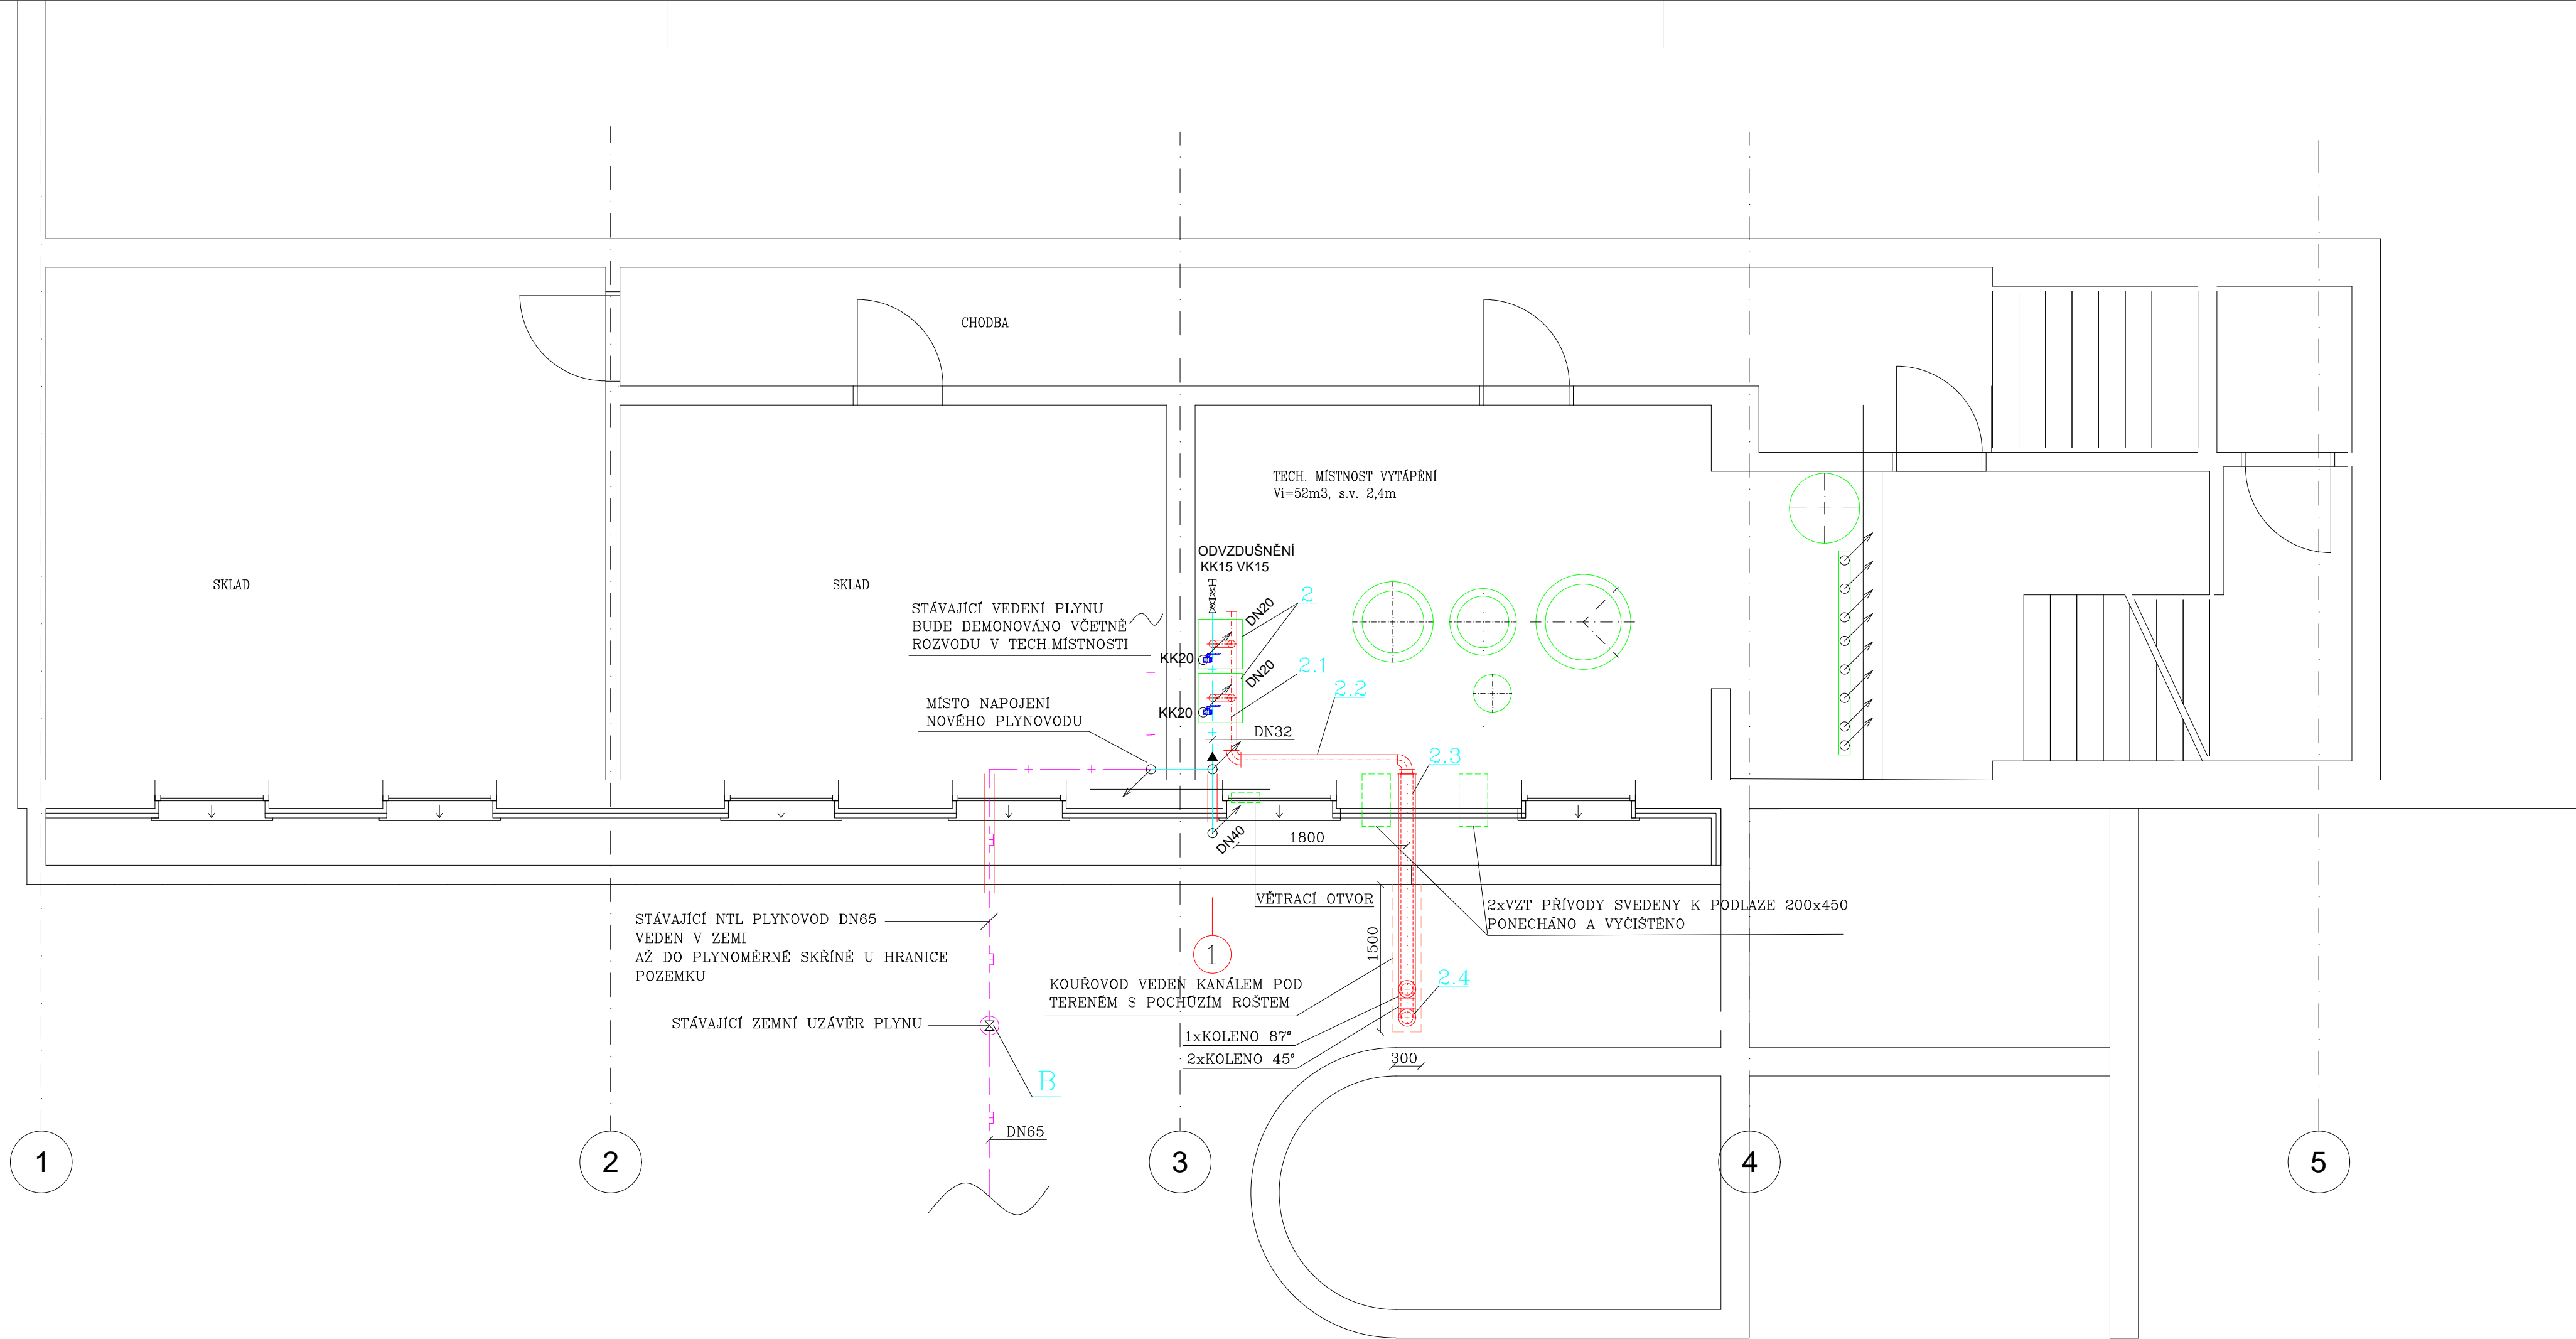 CHODBA
TECH. MÍSTNOST VYTÁPĚNÍ
Vi=52m3, s.v. 2,4m
ODVZDUŠNĚNÍ
KK15 VK15
SKLAD
SKLAD
STÁVAJÍCÍ VEDENÍ PLYNU
BUDE DEMONOVÁNO VČETNĚ
ROZVODU V TECH.MÍSTNOSTI
DN20
2
KK20
DN20
2.1
2.2
MÍSTO NAPOJENÍ
NOVÉHO PLYNOVODU
KK20
DN32
2.3
DN40
1800
VĚTRACÍ OTVOR
2xVZT PŘÍVODY SVEDENY K PODLAZE 200x450
PONECHÁNO A VYČIŠTĚNO
STÁVAJÍCÍ NTL PLYNOVOD DN65
VEDEN V ZEMI
AŽ DO PLYNOMĚRNÉ SKŘÍNĚ U HRANICE
POZEMKU
1
1500
KOUŘOVOD VEDEN KANÁLEM POD
TERENÉM S POCHŮZÍM ROŠTEM
2.4
STÁVAJÍCÍ ZEMNÍ UZÁVĚR PLYNU
1xKOLENO 87°
2xKOLENO 45°
300
B
DN65
1
2
3
4
5